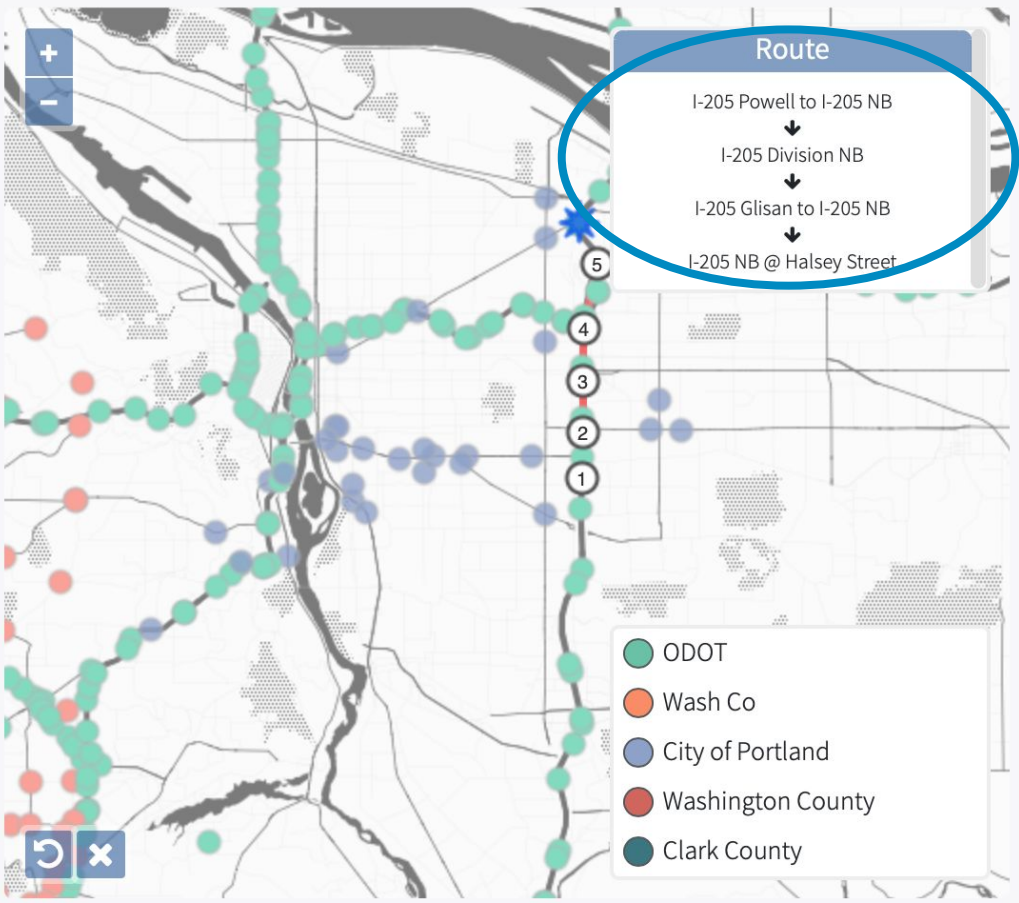 +
−
Route
I-205 Powell to I-205 NB
I-205 Division NB
I-205 Glisan to I-205 NB
I-205 NB @ Halsey Street
5
4
3
2
1
ODOT
Wash Co
City of Portland
Washington County
Clark County